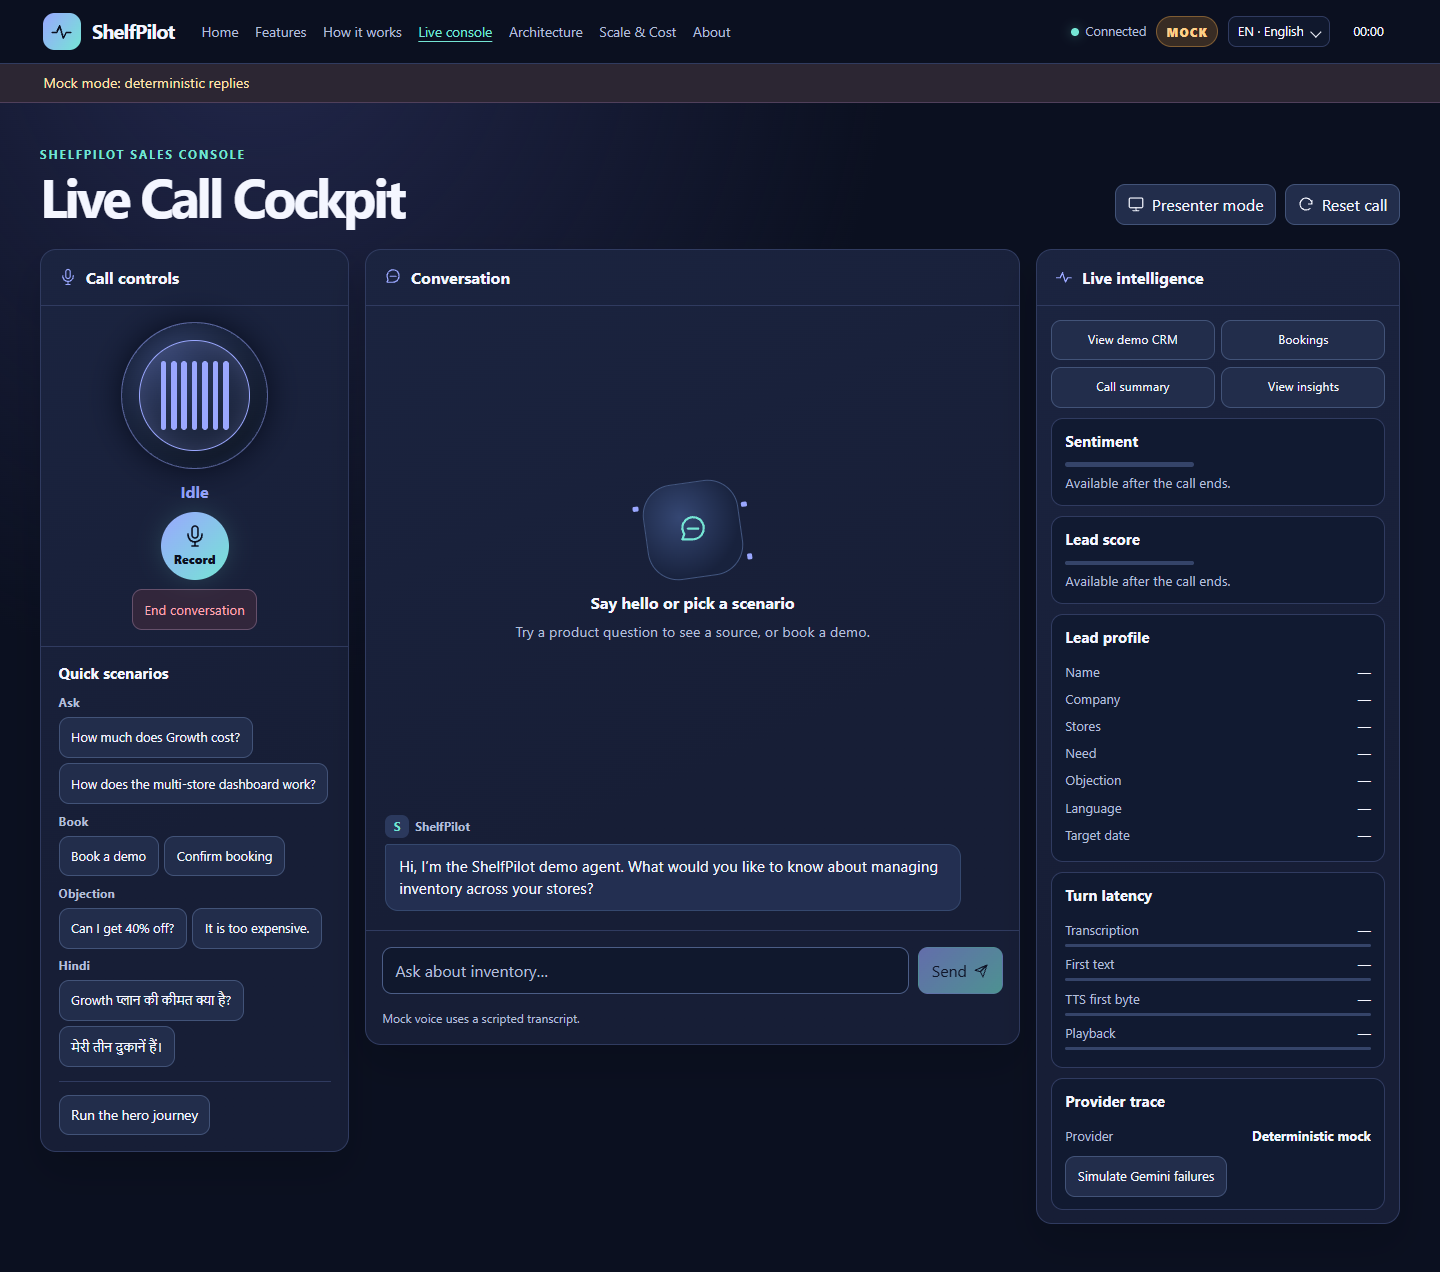 ShelfPilot
Home
Features
How it works
Live console
Architecture
Scale & Cost
About
Connected
MOCK
EN · English
00:00
Mock mode: deterministic replies
SHELFPILOT SALES CONSOLE
Live Call Cockpit
Presenter mode
Reset call
Call controls
Idle
Record
End conversation
Quick scenarios
Ask
How much does Growth cost?
How does the multi-store dashboard work?
Book
Book a demo
Confirm booking
Objection
Can I get 40% off?
It is too expensive.
Hindi
Growth प्लान की कीमत क्या है?
मेरी तीन दुकानें हैं।
Run the hero journey
Conversation
Say hello or pick a scenario
Try a product question to see a source, or book a demo.
S
ShelfPilot
Hi, I'm the ShelfPilot demo agent. What would you like to know about managing
inventory across your stores?
Ask about inventory...
Send
Mock voice uses a scripted transcript.
Live intelligence
View demo CRM
Bookings
Call summary
View insights
Sentiment
Available after the call ends.
Lead score
Available after the call ends.
Lead profile
Name —
Company —
Stores —
Need —
Objection —
Language —
Target date —
Turn latency
Transcription —
First text —
TTS first byte —
Playback —
Provider trace
Provider Deterministic mock
Simulate Gemini failures